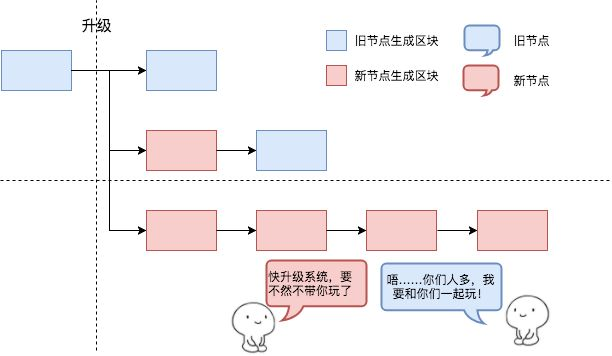 升级
旧节点生成区块
旧节点
新节点生成区块
新节点
快升级系统，要
不然不带你玩了
唔……你们人多，我
要和你们一起玩！